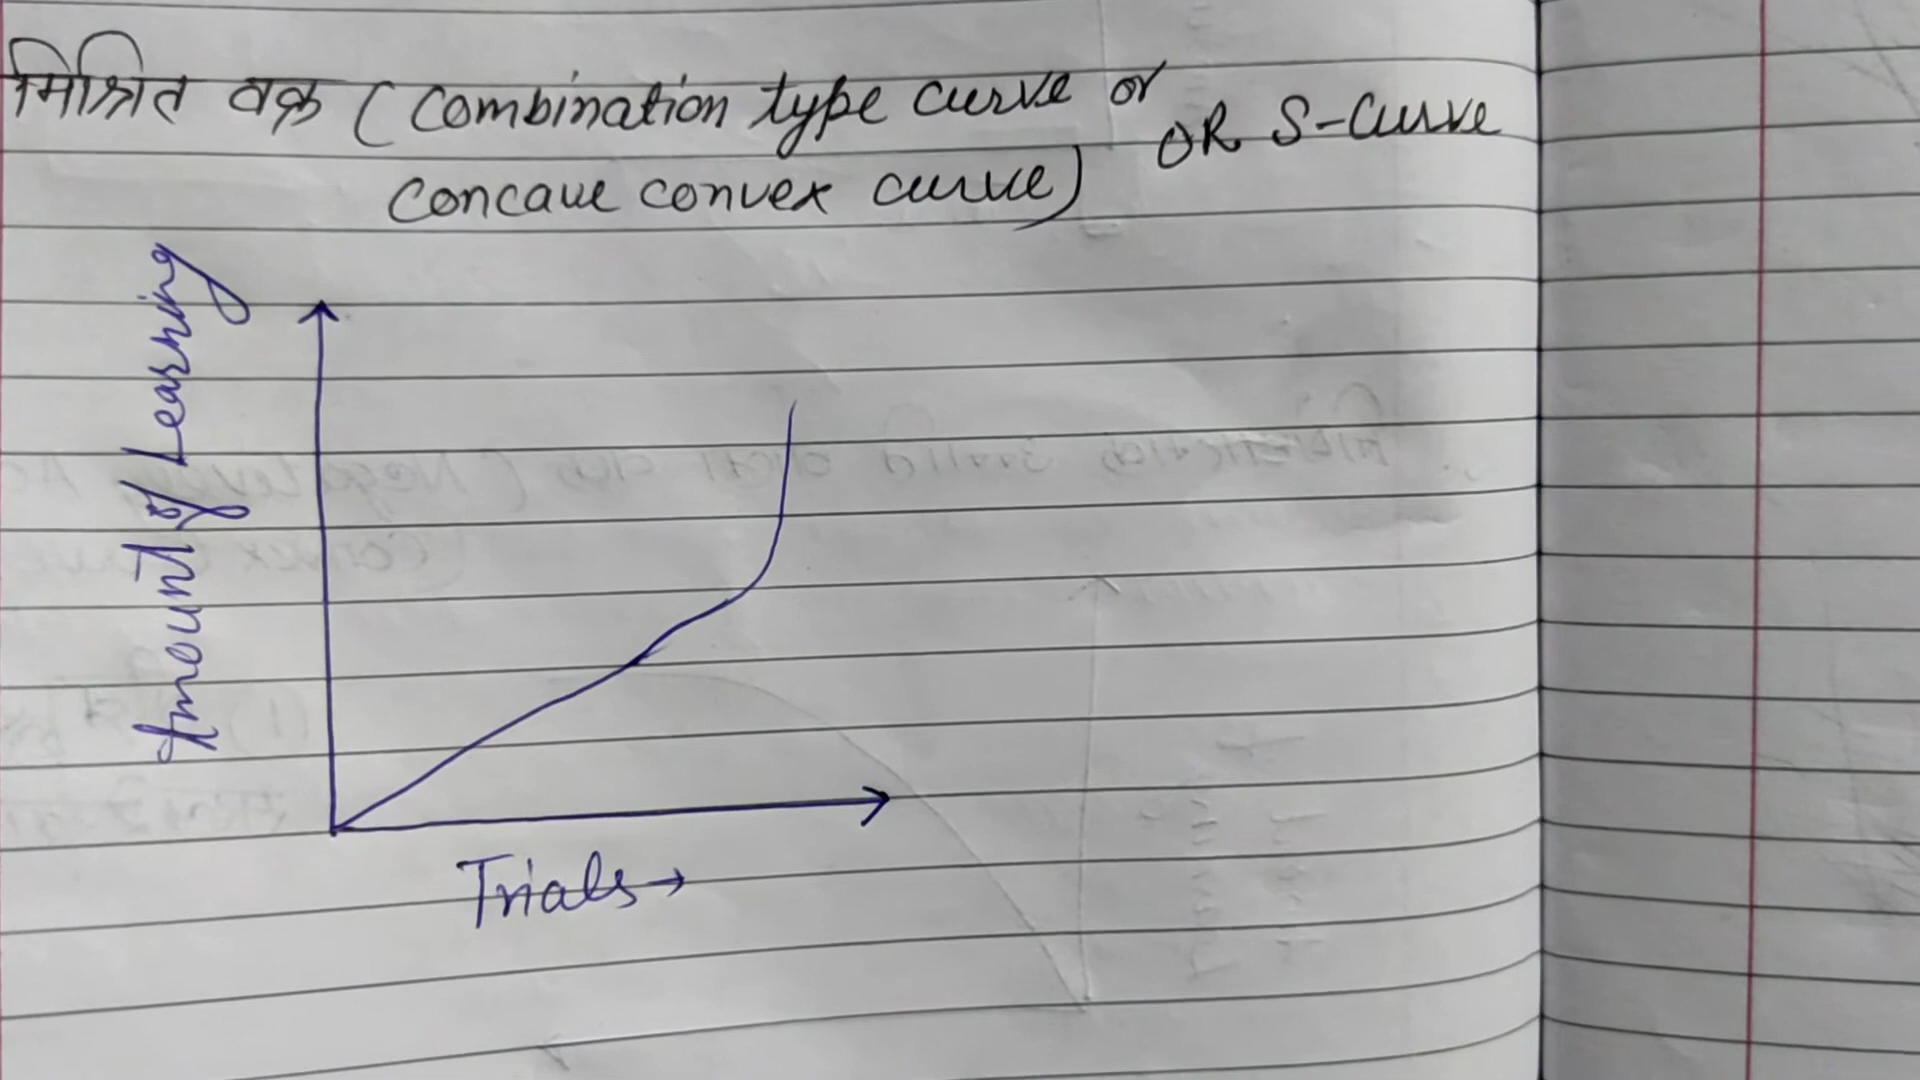 मिश्रित वक्र (Combination type curve or
OR S-Curve
Concave convex curve)
Amount of Learning
Trials→